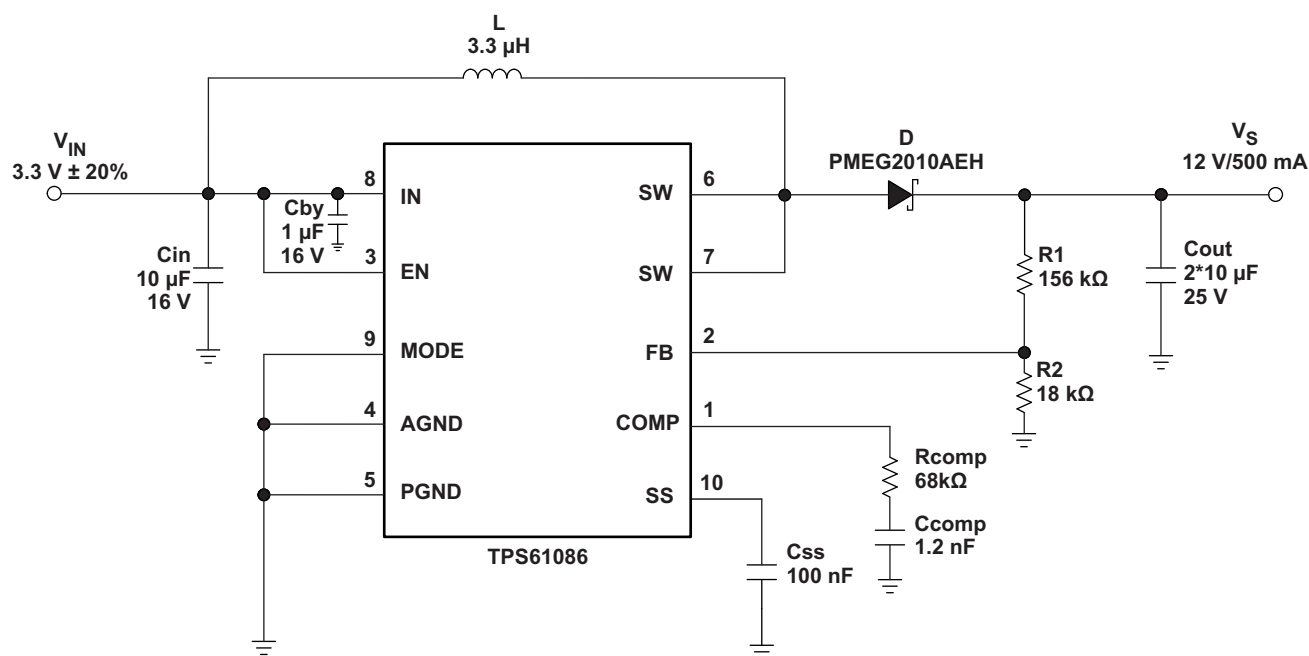 L
3.3 µH
VIN
3.3 V ± 20%
D
PMEG2010AEH
VS
12 V/500 mA
8
IN
SW
6
Cby
1 µF
16 V
Cin
10 µF
16 V
3
EN
SW
7
R1
156 kΩ
Cout
2*10 µF
25 V
9
MODE
FB
2
R2
18 kΩ
4
AGND
COMP
1
Rcomp
68kΩ
5
PGND
SS
10
Ccomp
1.2 nF
TPS61086
Css
100 nF